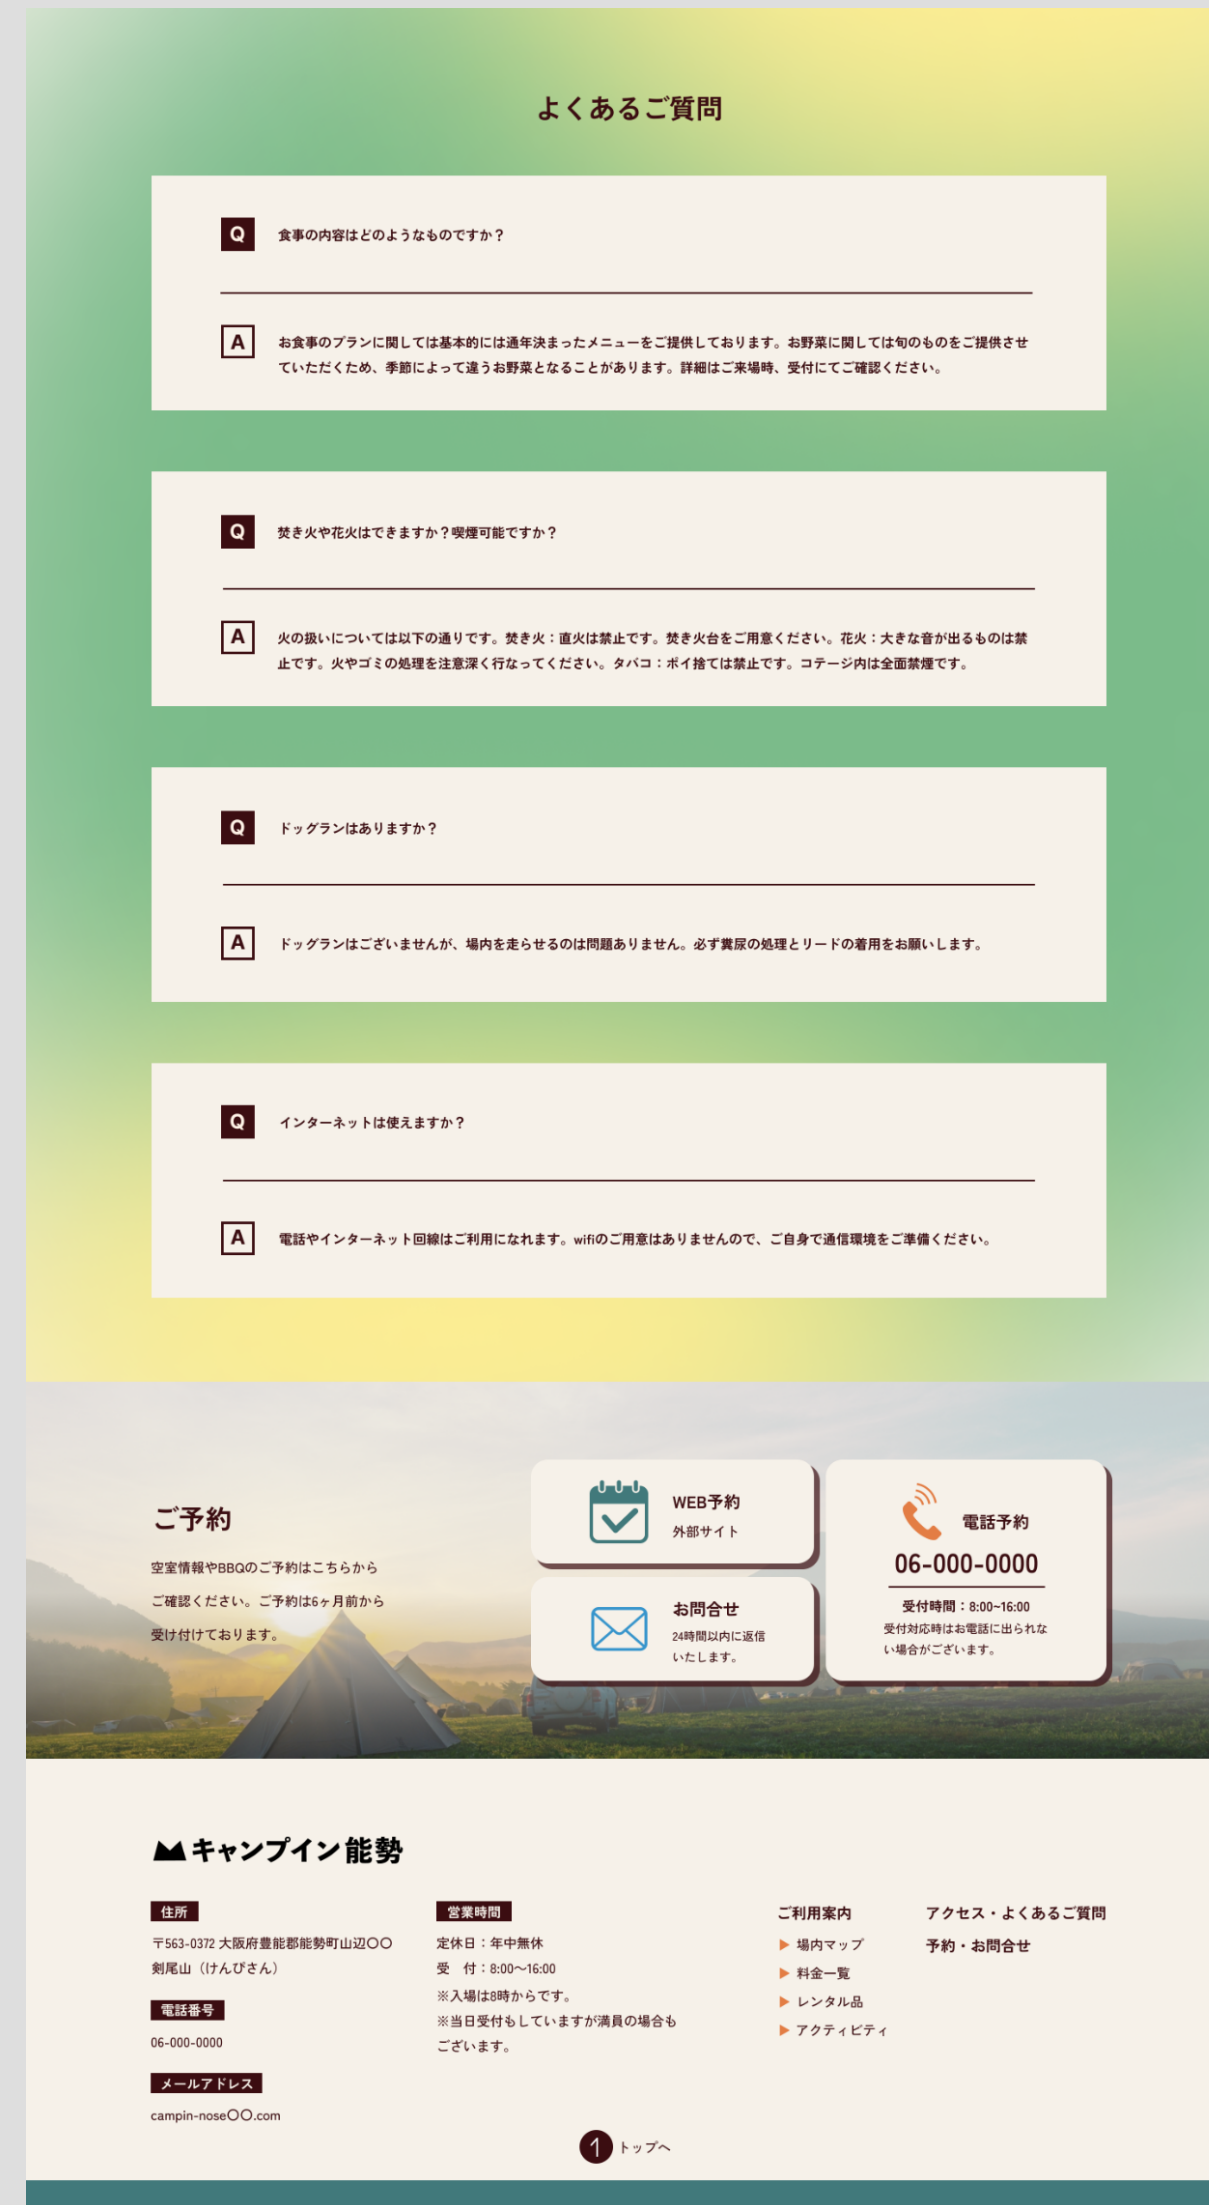 よくあるご質問
Q 食事の内容はどのようなものですか？
A お食事のプランに関しては基本的には通年決まったメニューをご提供しております。お野菜に関しては旬のものをご提供させ
ていただくため、季節によって違うお野菜となることがあります。詳細はご来場時、受付にてご確認ください。
Q 焚き火や花火はできますか？喫煙可能ですか？
A 火の扱いについては以下の通りです。焚き火：直火は禁止です。焚き火台をご用意ください。花火：大きな音が出るものは禁
止です。火やゴミの処理を注意深く行なってください。タバコ：ポイ捨ては禁止です。コテージ内は全面禁煙です。
Q ドッグランはありますか？
A ドッグランはございませんが、場内を走らせるのは問題ありません。必ず糞尿の処理とリードの着用をお願いします。
Q インターネットは使えますか？
A 電話やインターネット回線はご利用になれます。wifiのご用意はありませんので、ご自身で通信環境をご準備ください。
ご予約
空室情報やBBQのご予約はこちらから
ご確認ください。ご予約は6ヶ月前から
受け付けております。
WEB予約
外部サイト
お問合せ
24時間以内に返信
いたします。
電話予約
06-000-0000
受付時間：8:00~16:00
受付対応時はお電話に出られな
い場合がございます。
キャンプイン能勢
住所
〒563-0372 大阪府豊能郡能勢町山辺〇〇
剣尾山（けんぴさん）
電話番号
06-000-0000
メールアドレス
campin-nose〇〇.com
営業時間
定休日：年中無休
受　付：8:00〜16:00
※入場は8時からです。
※当日受付もしていますが満員の場合も
ございます。
ご利用案内
▶ 場内マップ
▶ 料金一覧
▶ レンタル品
▶ アクティビティ
アクセス・よくあるご質問
予約・お問合せ
トップへ